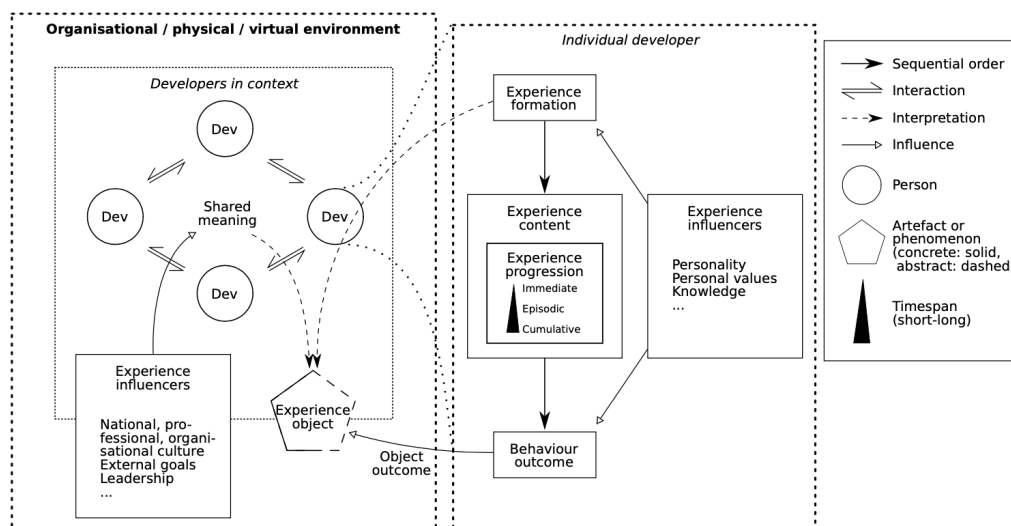 Organisational / physical / virtual environment
Developers in context
Dev
Dev
Shared
meaning
Dev
Dev
Experience
influencers
National, pro-
fessional, organi-
sational culture
External goals
Leadership
...
Experience
object
Object
outcome
Individual developer
Experience
formation
Experience
content
Experience
progression
Immediate
Episodic
Cumulative
Experience
influencers
Personality
Personal values
Knowledge
...
Behaviour
outcome
Sequential order
Interaction
Interpretation
Influence
Person
Artefact or
phenomenon
(concrete: solid,
abstract: dashed
Timespan
(short-long)